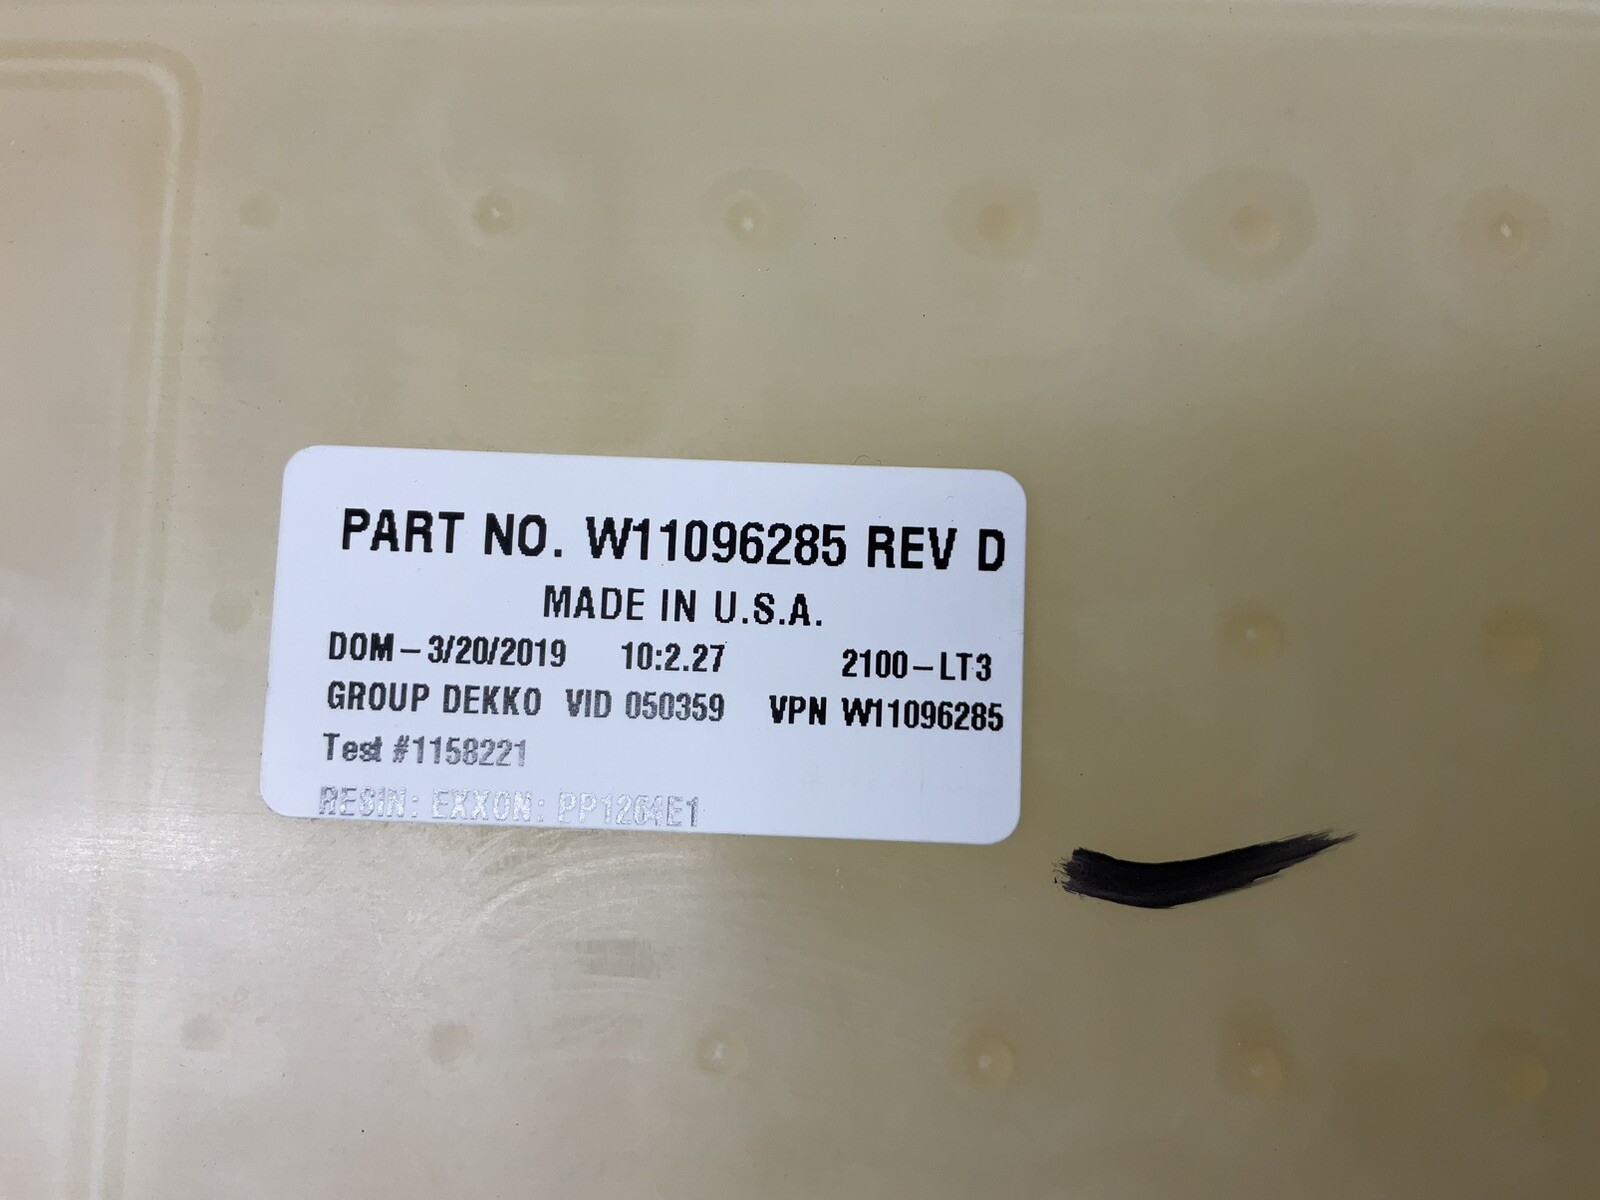 PART NO. W11096285 REV D
MADE IN U.S.A.
DOM-3/20/2019 10:2.27 2100-LT3
GROUP DEKKO VID 050359 VPN W11096285
Test #1158221
RESIN: EXXON: PP1264E1